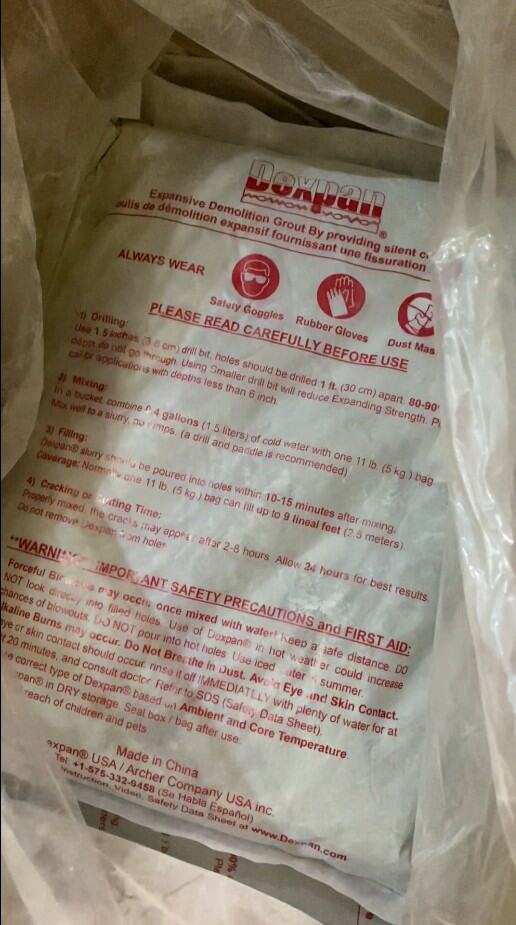 Dexpan
®
Expansive Demolition Grout By providing silent c
oulis de démolition expansif fournissant une fissuration
ALWAYS WEAR
Safety Goggles
Rubber Gloves
Dust Mas
PLEASE READ CAREFULLY BEFORE USE
1) Drilling:
Use 1.5 inches (3.8 cm) drill bit, holes should be drilled 1 ft. (30 cm) apart. 80-90
depth do not go through. Using Smaller drill bit will reduce Expanding Strength.
cal for applications with depths less than 6 inch
2) Mixing:
In a bucket, combine 0.4 gallons (1.5 liters) of cold water with one 11 lb. (5 kg) bag
Mix well to a slurry, no lumps. (a drill and paddle is recommended)
3) Filling:
Dexpan® slurry should be poured into holes within 10-15 minutes after mixing.
Coverage: Normally one 11 lb. (5 kg) bag can fill up to 9 lineal feet (2.5 meters).
4) Cracking or Time:
Properly mixed, the cracks may appear after 2-8 hours. Allow 24 hours for best results.
Do not remove Dexpan from holes
**WARNING IMPORTANT SAFETY PRECAUTIONS and FIRST AID:
Forceful may occur once mixed with water! Keep a safe distance. DO
NOT look directly into filled holes. Use of Dexpan® in hot weather could increase
chances of blowouts. DO NOT pour into hot holes. Use iced water summer.
lkaline Burns may occur. Do Not Breathe in Dust. Avoid Eye and Skin Contact.
eye or skin contact should occur, rinse it off IMMEDIATELY with plenty of water for at
t 20 minutes, and consult doctor. Refer to SDS (Safety Data Sheet).
e correct type of Dexpan® based on Ambient and Core Temperature.
pan® in DRY storage. Seal box / bag after use.
reach of children and pets
Made in China
expan® USA / Archer Company USA inc.
Tel: +1-575-332-9458 (Se Habla Español)
Instruction, Video, Safety Data Sheet at www.Dexpan.com